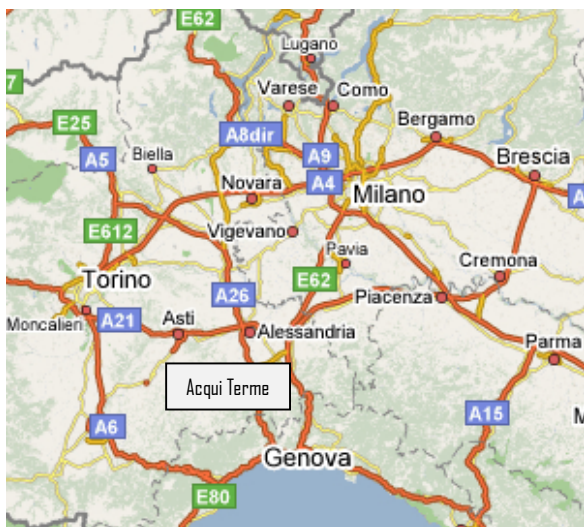 E62
Lugano
7
Varese
Como
E25
A8dir
Bergamo
A5
Biella
A9
Brescia
Novara
A4
Milano
A
E612
Vigevano
Pavia
Cremona
Torino
E62
A26
Piacenza
Moncalieri
A21
Asti
Alessandria
Parma
Acqui Terme
A6
A15
M
Genova
E80